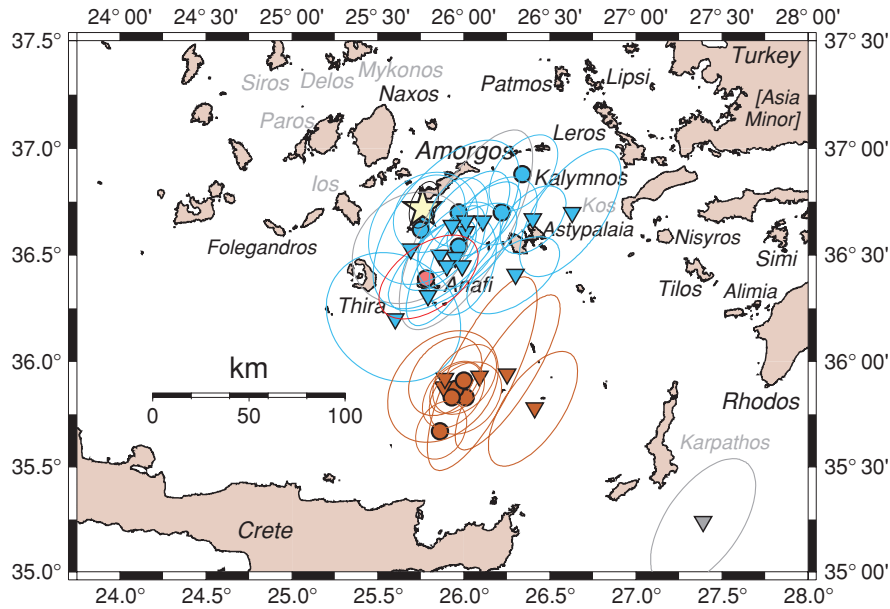 24° 00' 24° 30' 25° 00' 25° 30' 26° 00' 26° 30' 27° 00' 27° 30' 28° 00'
37.5° 37° 30'
Mykonos Turkey
Siros Delos Patmos Lipsi
Naxos [Asia
Paros Minor]
Leros
37.0° Amorgos 37° 00'
Ios Kalymnos
Kos
Folegandros Astypalaia Nisyros
36.5° Simi 36° 30'
Anafi Tilos
Thira Alimia
36.0° 36° 00'
km
Rhodos
0 50 100
Karpathos
35.5° 35° 30'
Crete
35.0° 35° 00'
24.0° 24.5° 25.0° 25.5° 26.0° 26.5° 27.0° 27.5° 28.0°